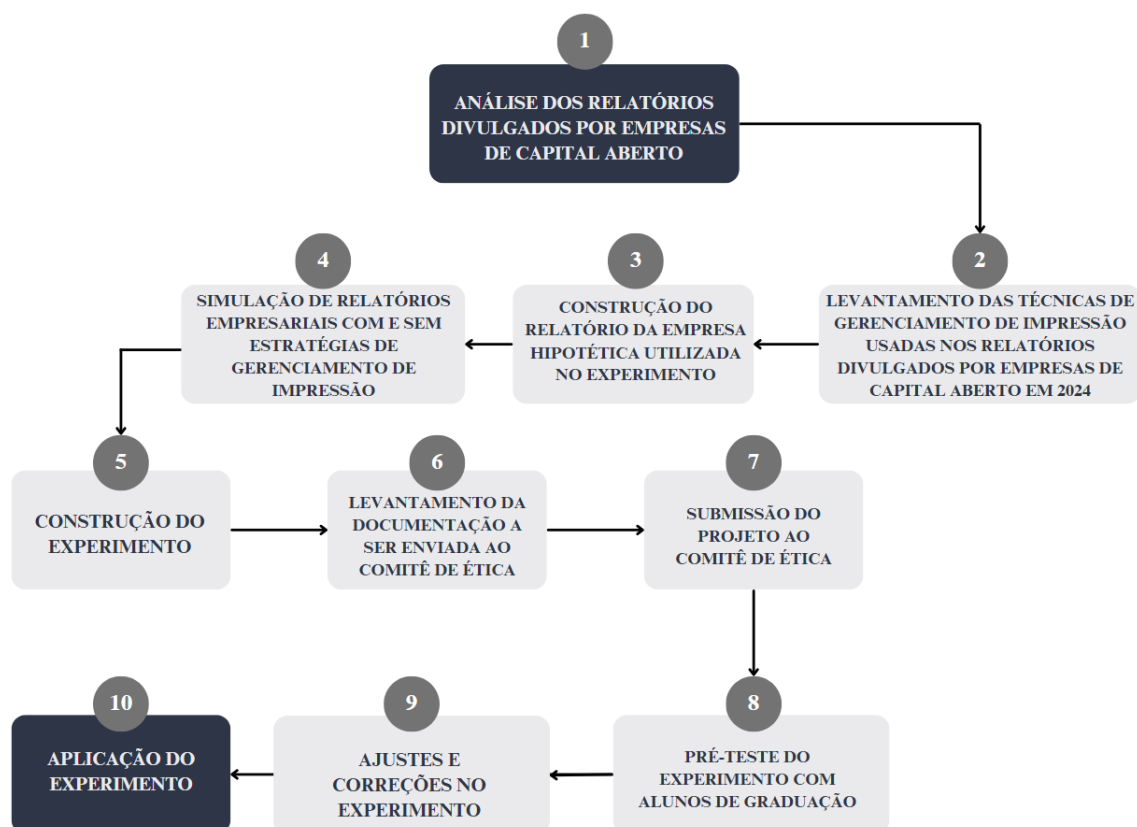 1
ANÁLISE DOS RELATÓRIOS
DIVULGADOS POR EMPRESAS
DE CAPITAL ABERTO
2
LEVANTAMENTO DAS TÉCNICAS DE
GERENCIAMENTO DE IMPRESSÃO
USADAS NOS RELATÓRIOS
DIVULGADOS POR EMPRESAS DE
CAPITAL ABERTO EM 2024
3
CONSTRUÇÃO DO
RELATÓRIO DA EMPRESA
HIPOTÉTICA UTILIZADA
NO EXPERIMENTO
4
SIMULAÇÃO DE RELATÓRIOS
EMPRESARIAIS COM E SEM
ESTRATÉGIAS DE
GERENCIAMENTO DE
IMPRESSÃO
5
CONSTRUÇÃO DO
EXPERIMENTO
6
LEVANTAMENTO DA
DOCUMENTAÇÃO A
SER ENVIADA AO
COMITÊ DE ÉTICA
7
SUBMISSÃO DO
PROJETO AO
COMITÊ DE ÉTICA
8
PRÉ-TESTE DO
EXPERIMENTO COM
ALUNOS DE GRADUAÇÃO
9
AJUSTES E
CORREÇÕES NO
EXPERIMENTO
10
APLICAÇÃO DO
EXPERIMENTO